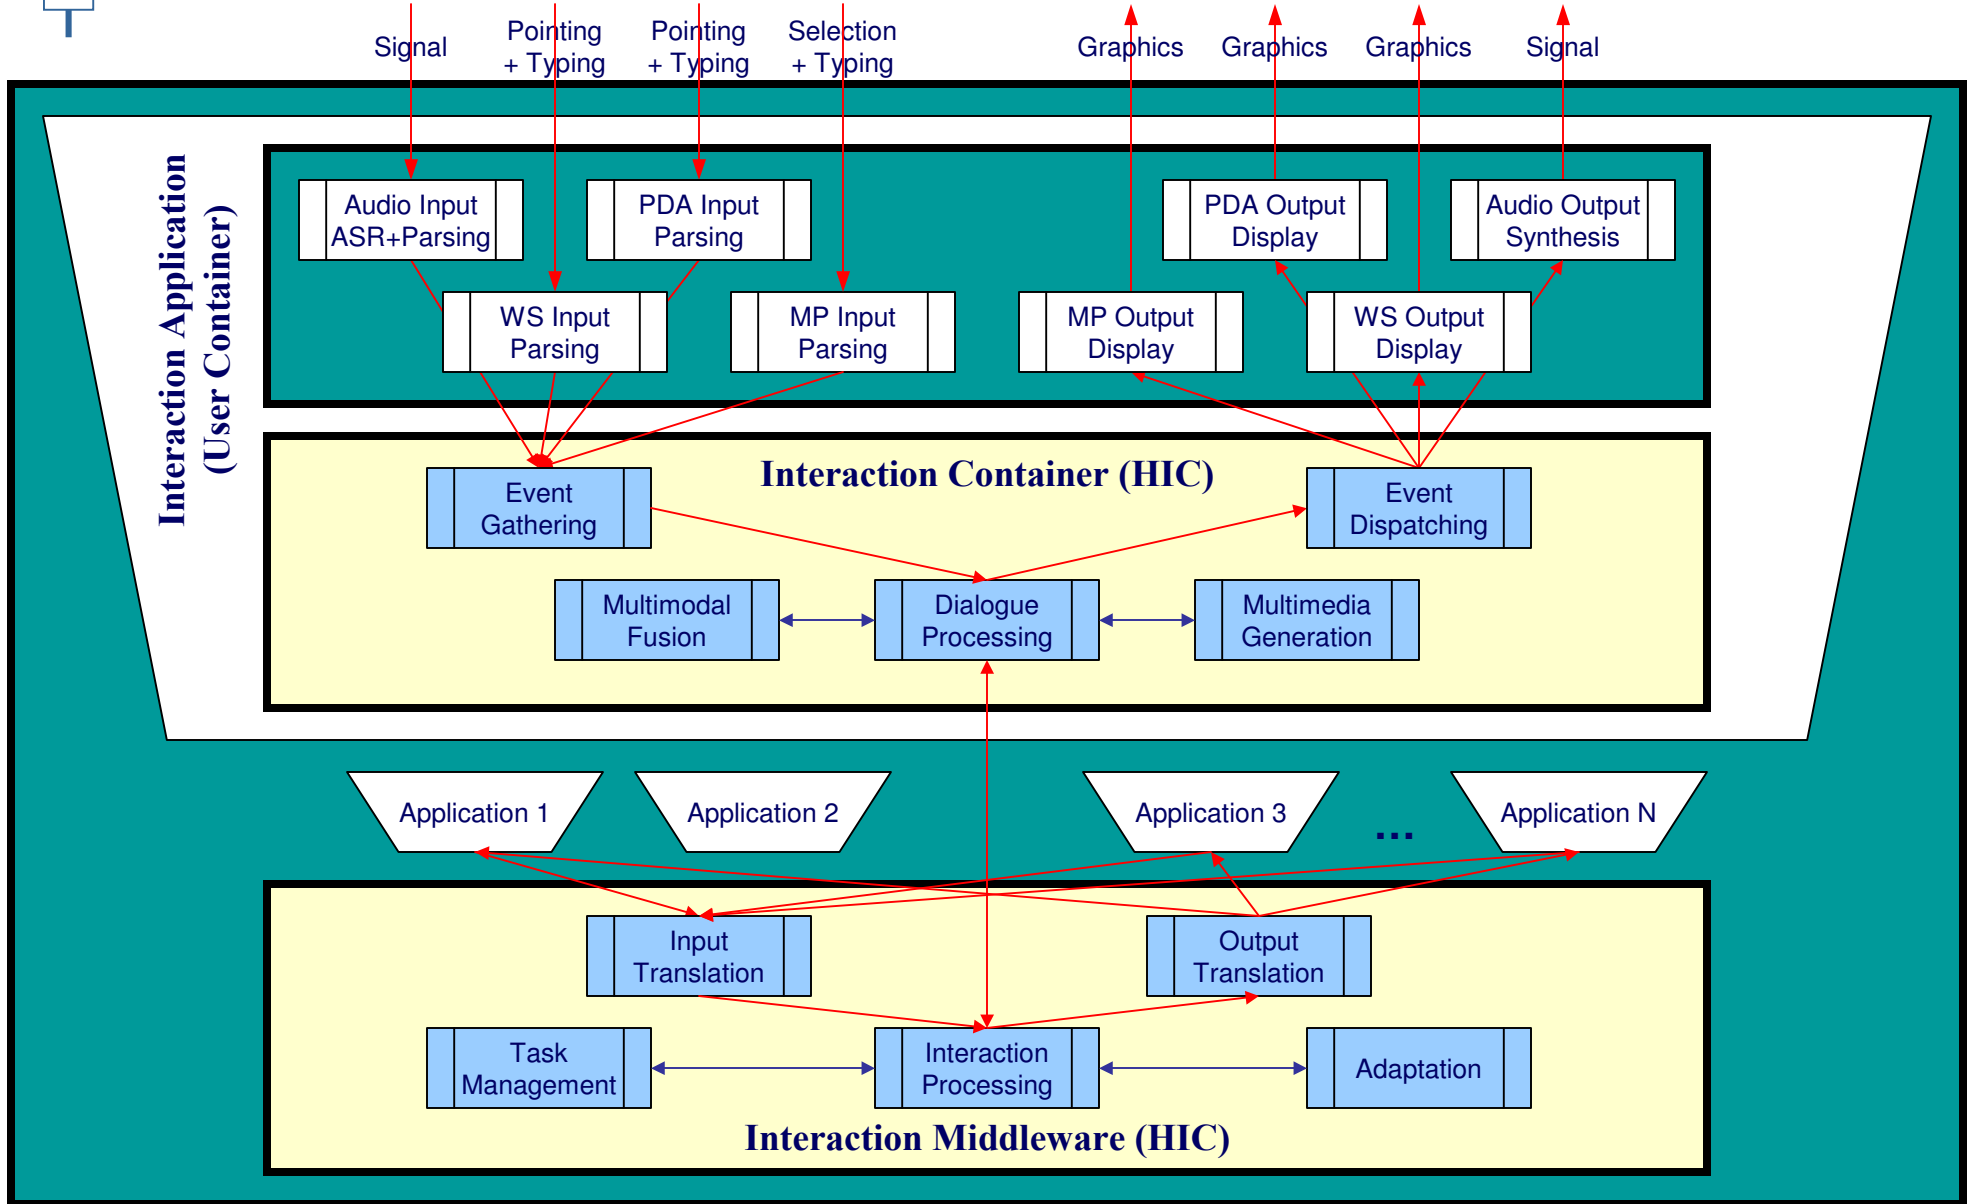 Signal
Pointing
+ Typing
Pointing
+ Typing
Selection
+ Typing
Graphics
Graphics
Graphics
Signal
Interaction Application
(User Container)
Audio Input
ASR+Parsing
PDA Input
Parsing
PDA Output
Display
Audio Output
Synthesis
WS Input
Parsing
MP Input
Parsing
MP Output
Display
WS Output
Display
Interaction Container (HIC)
Event
Gathering
Event
Dispatching
Multimodal
Fusion
Dialogue
Processing
Multimedia
Generation
Application 1
Application 2
Application 3
...
Application N
Input
Translation
Output
Translation
Task
Management
Interaction
Processing
Adaptation
Interaction Middleware (HIC)